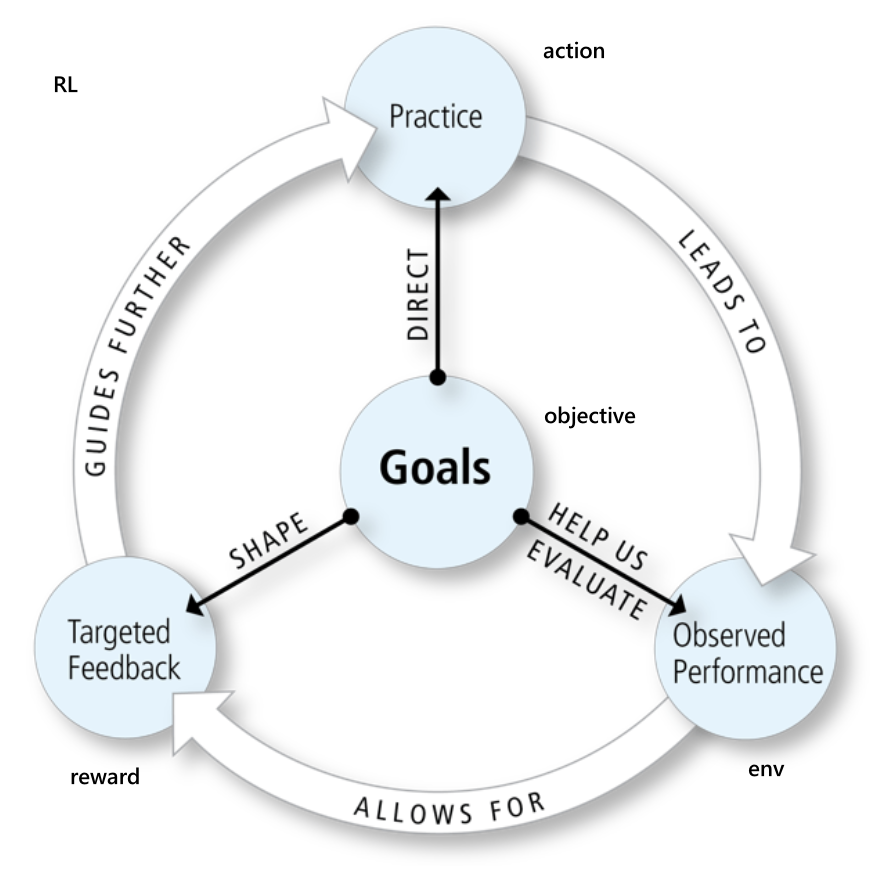 action
RL
Practice
LEADS TO
GUIDES FURTHER
DIRECT
objective
Goals
SHAPE
HELP US
EVALUATE
Targeted
Feedback
Observed
Performance
reward
env
ALLOWS FOR